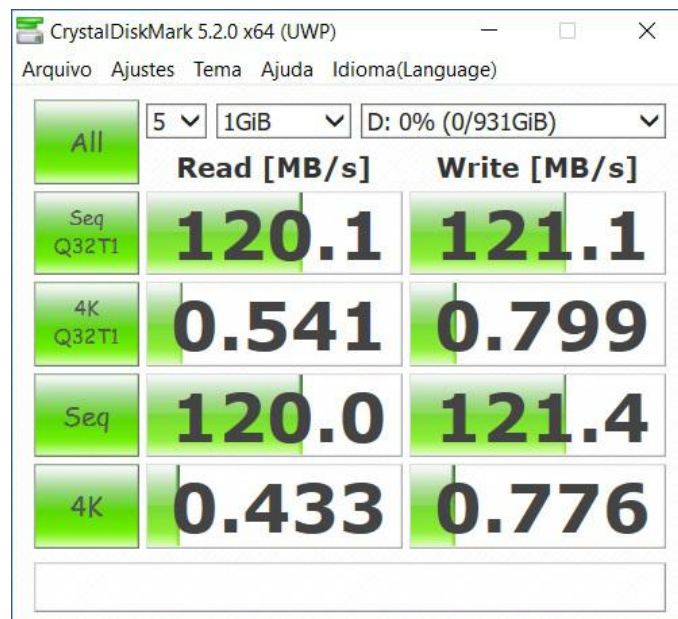 CrystalDiskMark 5.2.0 x64 (UWP)
Arquivo Ajustes Tema Ajuda Idioma(Language)
All 5 1GiB D: 0% (0/931GiB)
Read [MB/s] Write [MB/s]
Seq Q32T1 120.1 121.1
4K Q32T1 0.541 0.799
Seq 120.0 121.4
4K 0.433 0.776